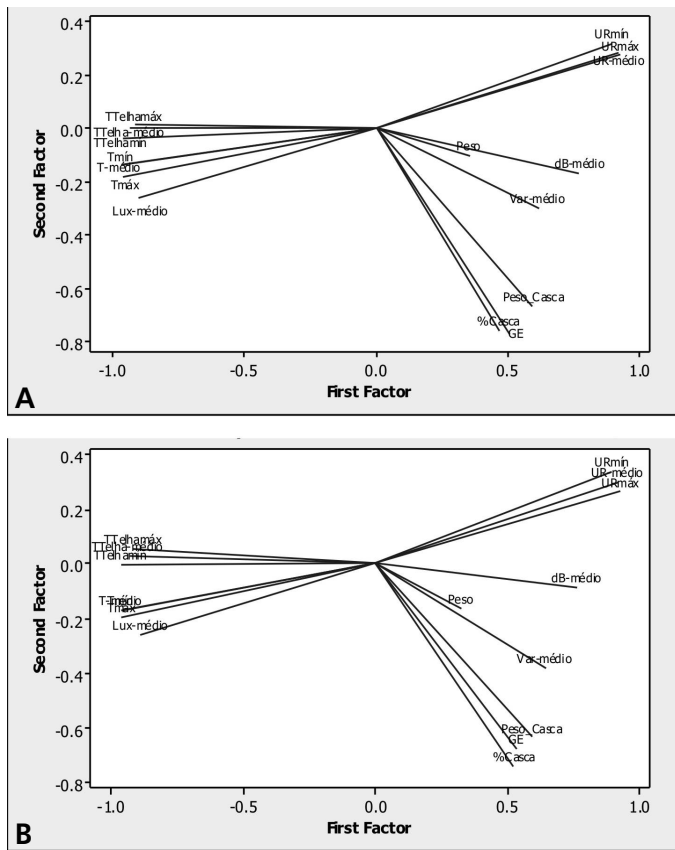 0.4
URmín
URmáx
UR-médio
0.2
TTelhamáx
0.0
TTelha-médio
TTelhamin
Peso
Tmín
T-médio
dB-médio
-0.2
Tmáx
Var-médio
Lux-médio
Second Factor
-0.4
-0.6
Peso_Casca
%Casca
GE
-0.8
-1.0 -0.5 0.0 0.5 1.0
First Factor
A
0.4
URmín
UR-médio
URmáx
0.2
TTelhamáx
TTelha-médio
TTelhamin
0.0
dB-médio
Peso
T-médio
Tmáx
-0.2
Lux-médio
Var-médio
Second Factor
-0.4
-0.6
Peso_Casca
GE
%Casca
-0.8
-1.0 -0.5 0.0 0.5 1.0
First Factor
B